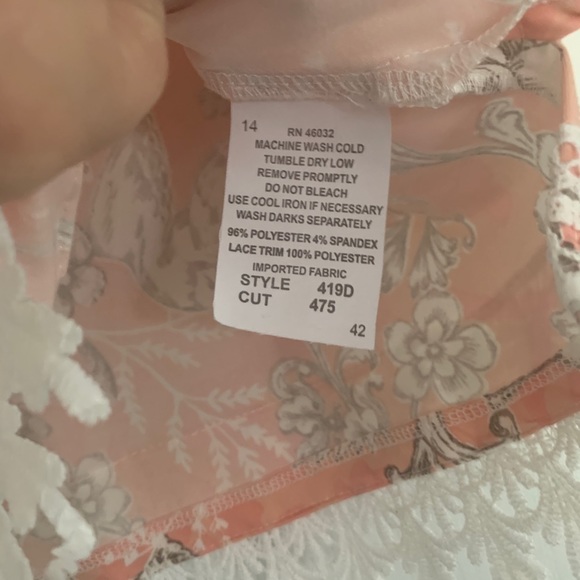 14
RN 46032
MACHINE WASH COLD
TUMBLE DRY LOW
REMOVE PROMPTLY
DO NOT BLEACH
USE COOL IRON IF NECESSARY
WASH DARKS SEPARATELY
96% POLYESTER 4% SPANDEX
LACE TRIM 100% POLYESTER
IMPORTED FABRIC
STYLE 419D
CUT 475
42